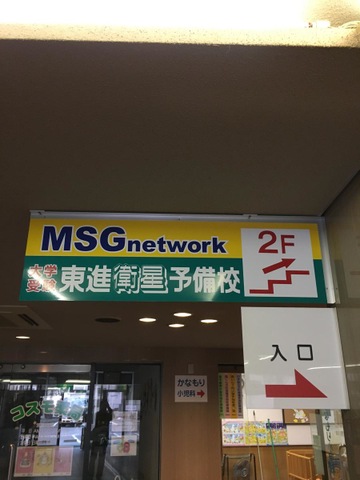 MSGnetwork
2F
大学
受験
東進衛星予備校
入口
かなもり
小児科→